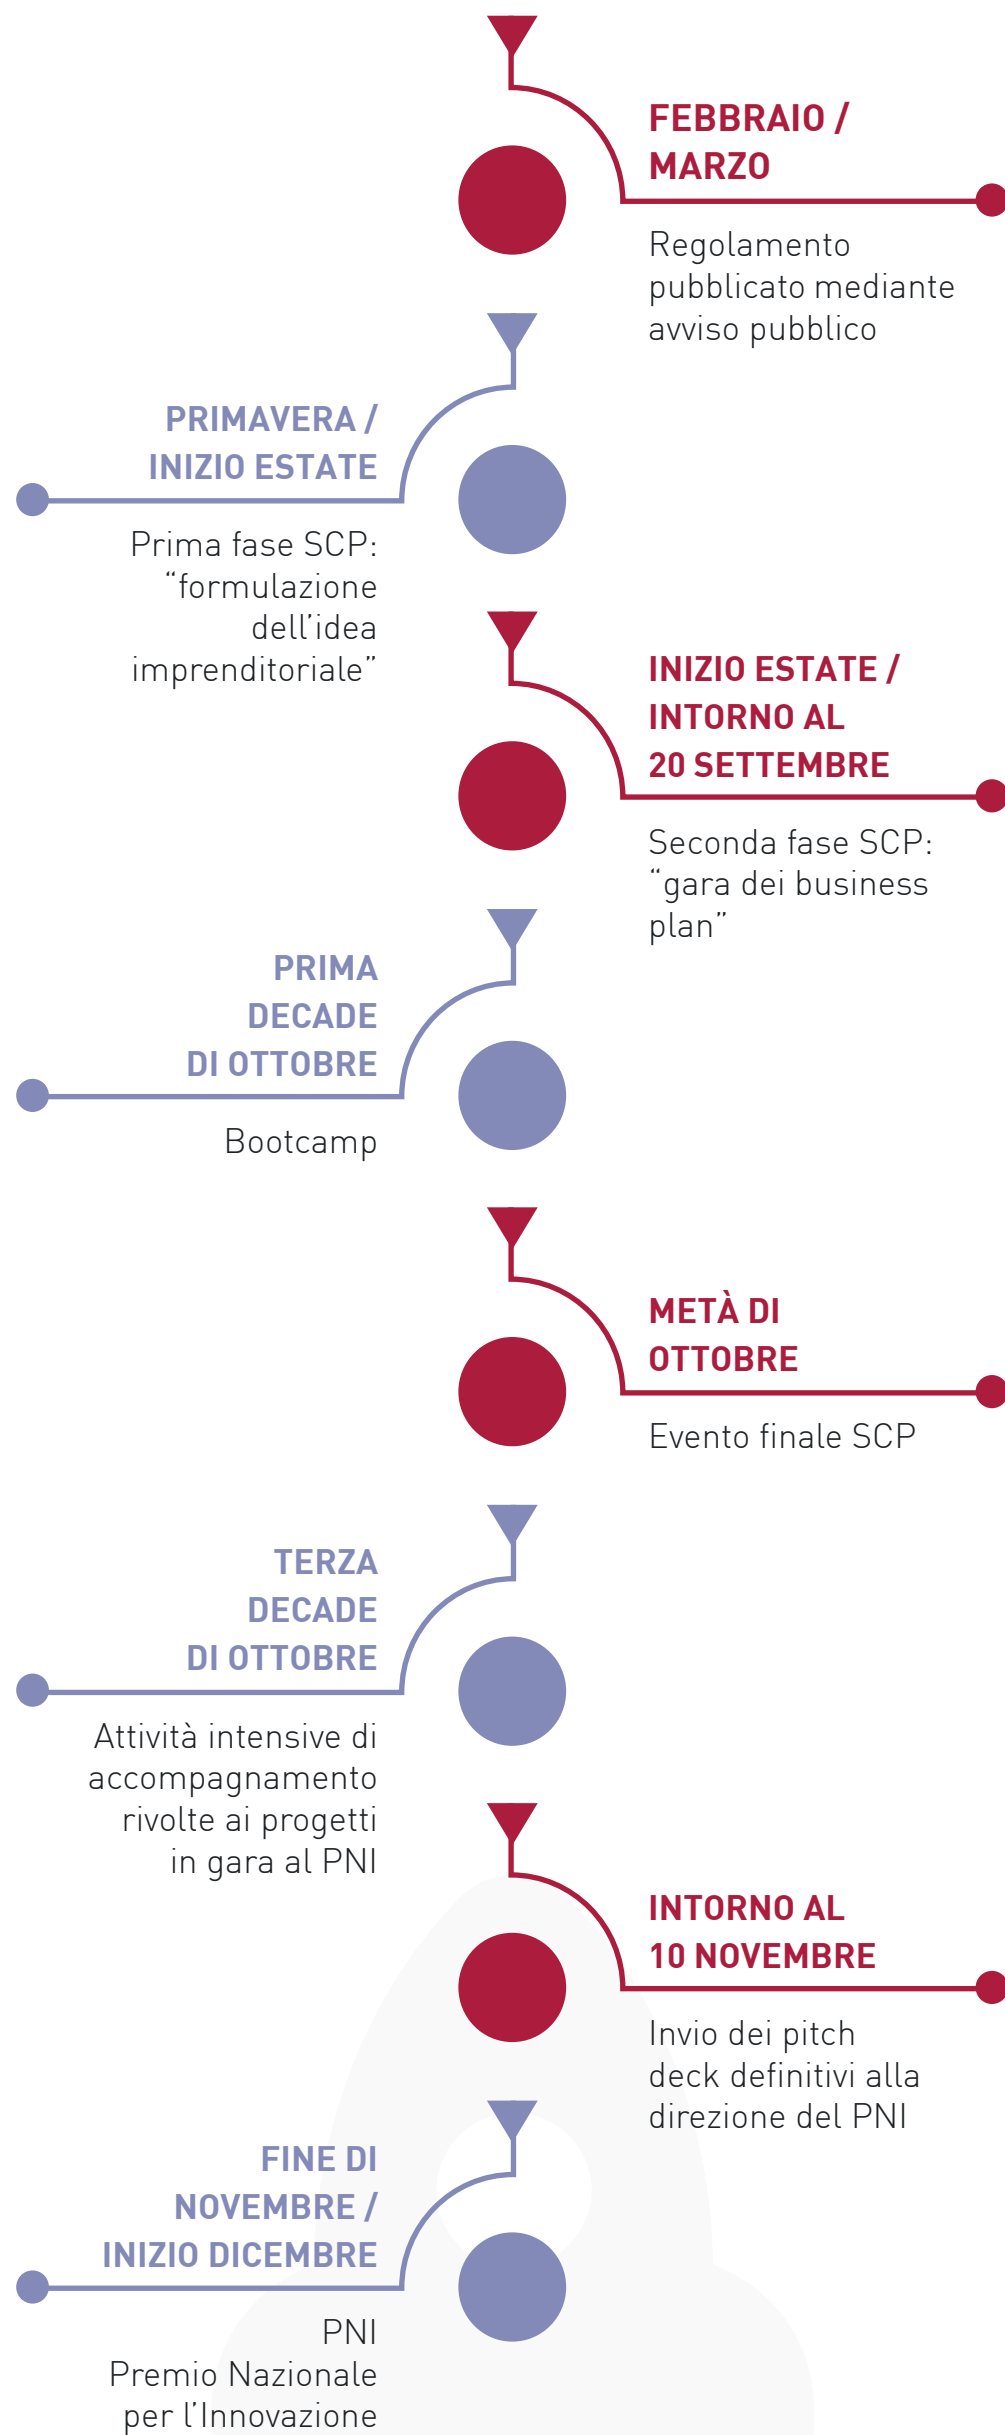 FEBBRAIO /
MARZO
Regolamento
pubblicato mediante
avviso pubblico
PRIMAVERA /
INIZIO ESTATE
Prima fase SCP:
“formulazione
dell’idea
imprenditoriale”
INIZIO ESTATE /
INTORNO AL
20 SETTEMBRE
Seconda fase SCP:
“gara dei business
plan”
PRIMA
DECADE
DI OTTOBRE
Bootcamp
METÀ DI
OTTOBRE
Evento finale SCP
TERZA
DECADE
DI OTTOBRE
Attività intensive di
accompagnamento
rivolte ai progetti
in gara al PNI
INTORNO AL
10 NOVEMBRE
Invio dei pitch
deck definitivi alla
direzione del PNI
FINE DI
NOVEMBRE /
INIZIO DICEMBRE
PNI
Premio Nazionale
per l’Innovazione